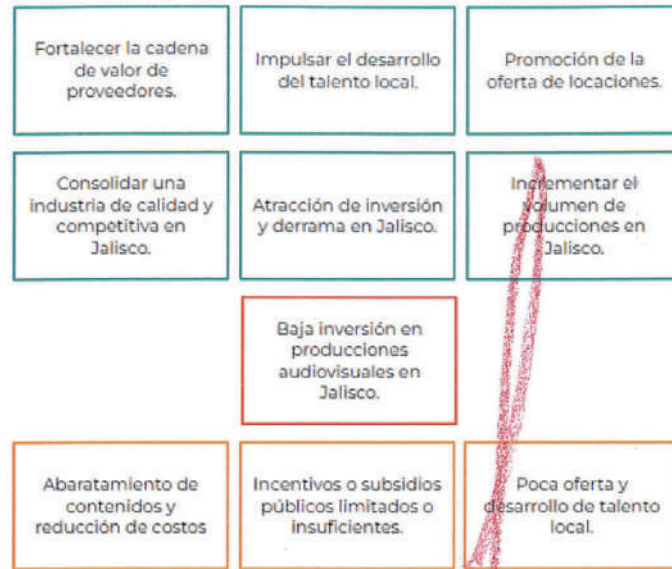 Fortalecer la cadena
de valor de
proveedores.
Impulsar el desarrollo
del talento local.
Promoción de la
oferta de locaciones.
Consolidar una
industria de calidad y
competitiva en
Jalisco.
Atracción de inversión
y derrama en Jalisco.
Incrementar el
volumen de
producciones en
Jalisco.
Baja inversión en
producciones
audiovisuales en
Jalisco.
Abaratamiento de
contenidos y
reducción de costos
Incentivos o subsidios
públicos limitados o
insuficientes.
Poca oferta y
desarrollo de talento
local.